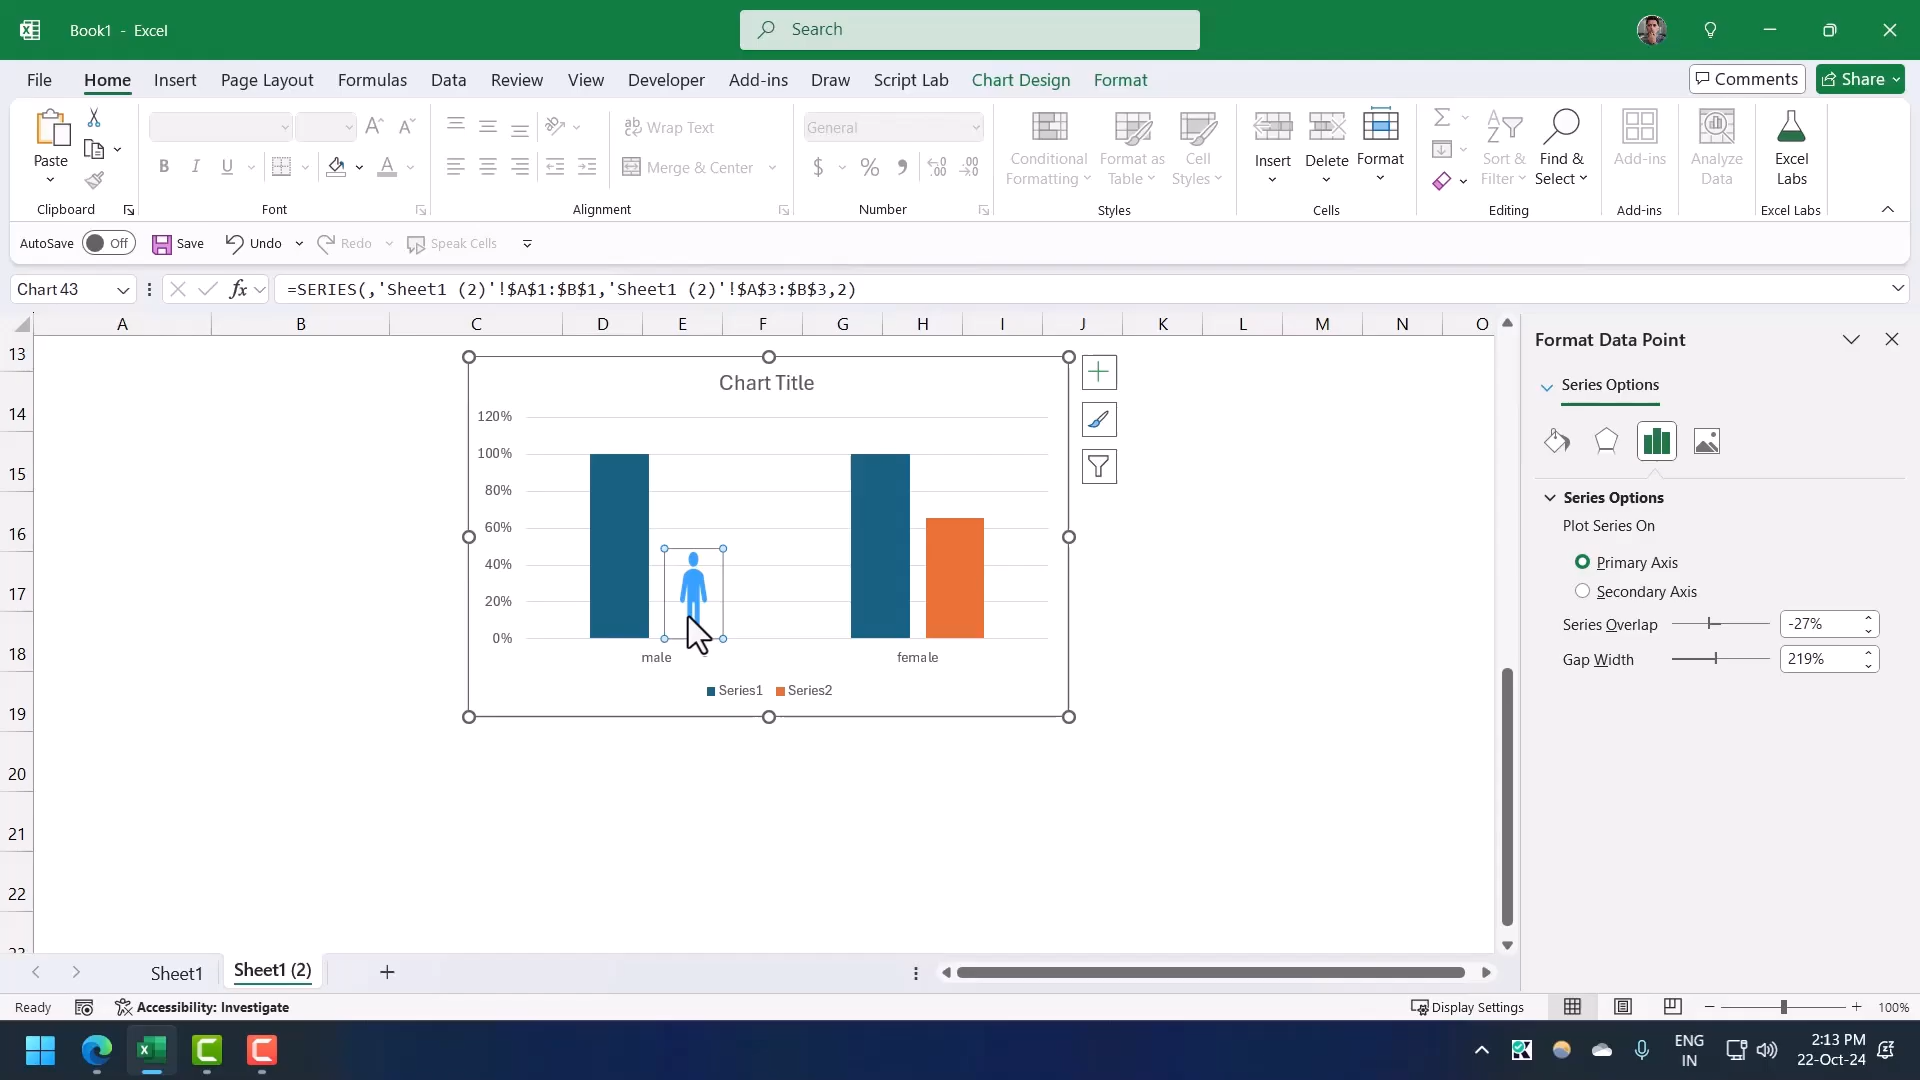 Book1 - Excel
Search
File Home Insert Page Layout Formulas Data Review View Developer Add-ins Draw Script Lab Chart Design Format
Comments Share
Paste
Clipboard
B I U A
Font
ab Wrap Text
Merge & Center
Alignment
General
$ % 9 .00
Number
Conditional Formatting
Format as Table
Cell Styles
Styles
Insert Delete Format
Cells
Sort & Filter
Find & Select
Editing
Add-ins
Add-ins
Analyze Data
Excel Labs
Excel Labs
AutoSave Off Save Undo Redo Speak Cells
Chart 43 fx =SERIES(,'Sheet1 (2)'!$A$1:$B$1,'Sheet1 (2)'!$A$3:$B$3,2)
A B C D E F G H I J K L M N O
13
14
15
16
17
18
19
20
21
22
23
Chart Title
120%
100%
80%
60%
40%
20%
0%
male female
Series1 Series2
Format Data Point
Series Options
Series Options
Plot Series On
Primary Axis
Secondary Axis
Series Overlap -27%
Gap Width 219%
Sheet1 Sheet1 (2)
Ready Accessibility: Investigate Display Settings 100%
ENG IN
2:13 PM
22-Oct-24